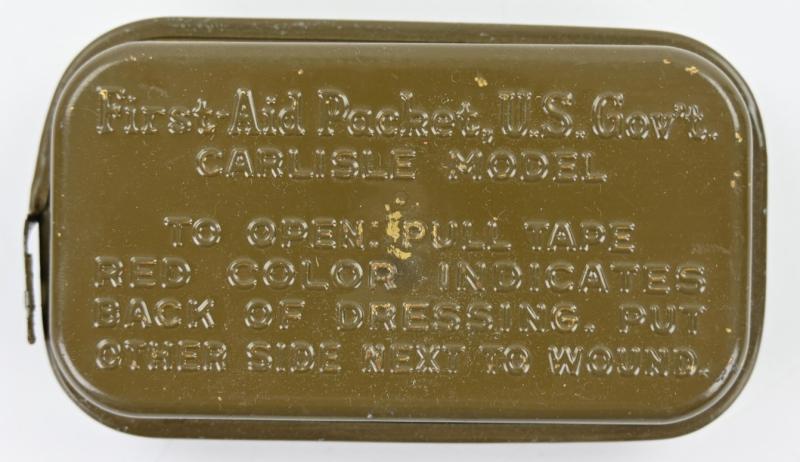 First-Aid Packet, U.S. Gov't.
CARLISLE MODEL
TO OPEN: PULL TAPE
RED COLOR INDICATES
BACK OF DRESSING. PUT
OTHER SIDE NEXT TO WOUND.